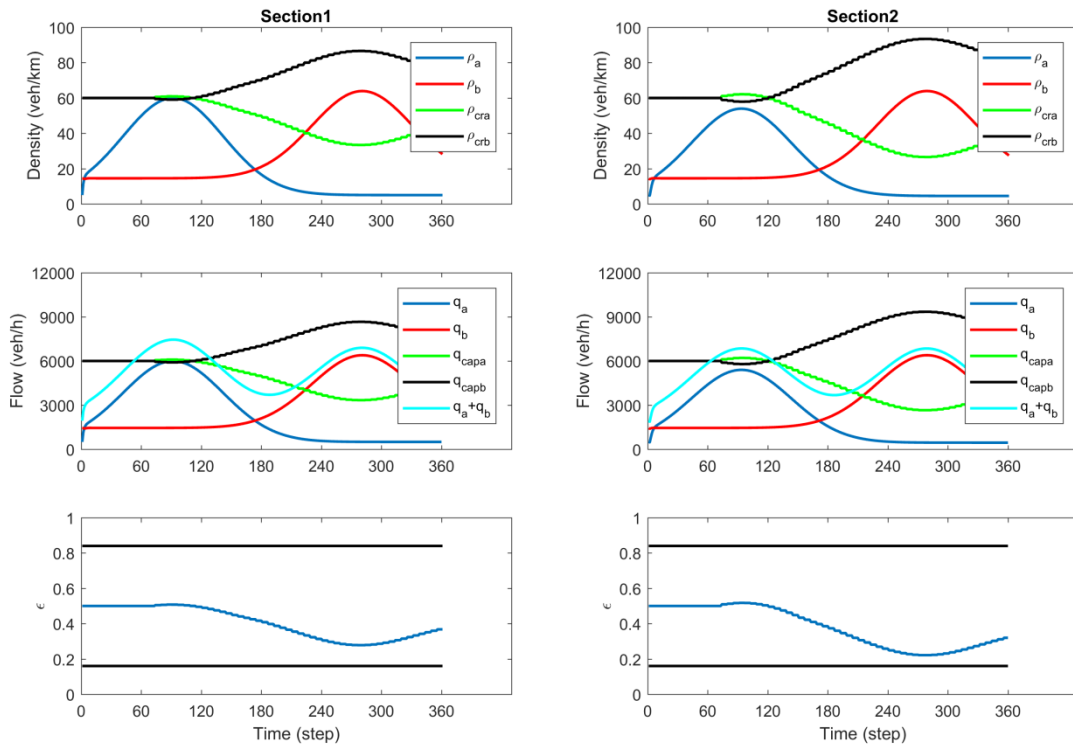 Section1
Density (veh/km)
100
80
60
40
20
0
0 60 120 180 240 300 360
ρa
ρb
ρcra
ρcrb
Section2
Density (veh/km)
100
80
60
40
20
0
0 60 120 180 240 300 360
ρa
ρb
ρcra
ρcrb
Flow (veh/h)
12000
9000
6000
3000
0
0 60 120 180 240 300 360
qa
qb
qcapa
qcapb
qa+qb
Flow (veh/h)
12000
9000
6000
3000
0
0 60 120 180 240 300 360
qa
qb
qcapa
qcapb
qa+qb
ϵ
1
0.8
0.6
0.4
0.2
0
0 60 120 180 240 300 360
Time (step)
ϵ
1
0.8
0.6
0.4
0.2
0
0 60 120 180 240 300 360
Time (step)